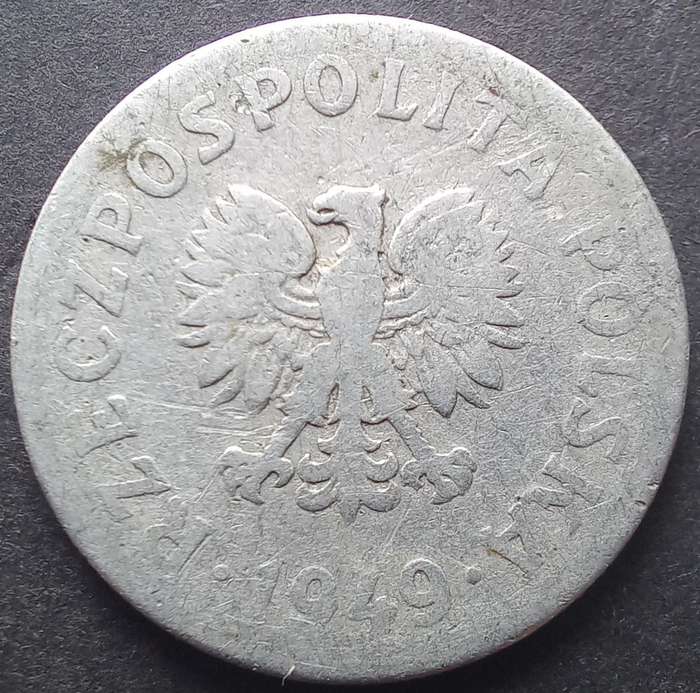 RZECZPOSPOLITA POLSKA
· 1949 ·